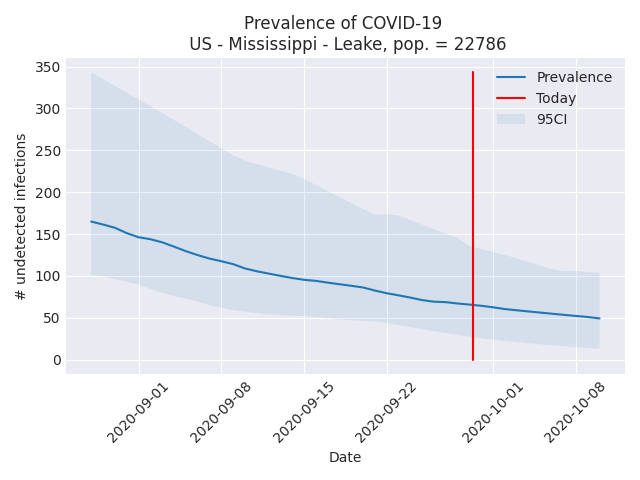 Prevalence of COVID-19
US - Mississippi - Leake, pop. = 22786
350
300
250
200
150
100
50
0
# undetected infections
Prevalence
Today
95CI
2020-09-01
2020-09-08
2020-09-15
2020-09-22
2020-10-01
2020-10-08
Date